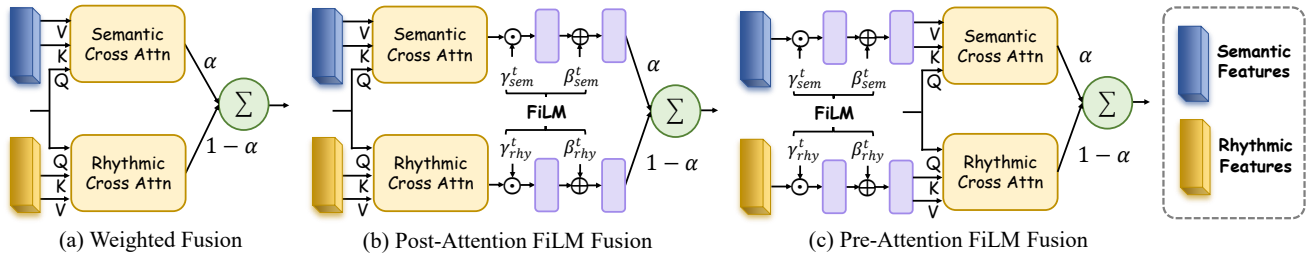 V
K
Q
Semantic
Cross Attn
α
∑
1 − α
Q
K
V
Rhythmic
Cross Attn
(a) Weighted Fusion
V
K
Q
Semantic
Cross Attn
γ^t_sem
β^t_sem
FiLM
γ^t_rhy
β^t_rhy
α
∑
1 − α
Q
K
V
Rhythmic
Cross Attn
(b) Post-Attention FiLM Fusion
γ^t_sem
β^t_sem
FiLM
γ^t_rhy
β^t_rhy
V
K
Q
Semantic
Cross Attn
α
∑
1 − α
Q
K
V
Rhythmic
Cross Attn
(c) Pre-Attention FiLM Fusion
Semantic
Features
Rhythmic
Features